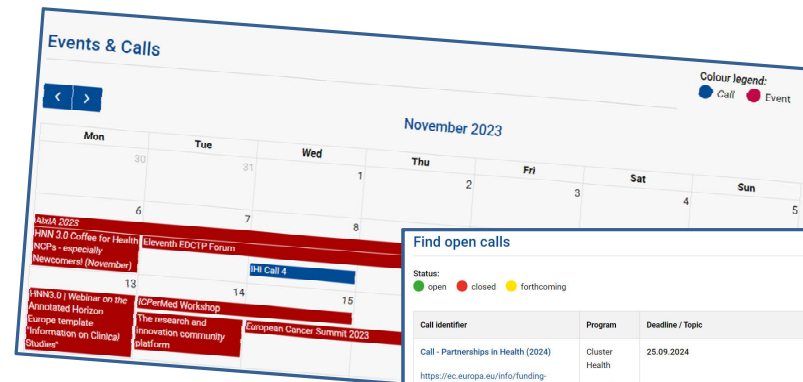 Events & Calls
Colour legend:
Call Event
< >
November 2023
Mon Tue Wed Thu Fri Sat Sun
30 31 1 2 3 4 5
6 7 8
AIxIA 2023
HNN 3.0 Coffee for Health
NCPs - especially
Newcomers! (November)
Eleventh EDCTP Forum
IHI Call 4
13 14 15
HNN3.0 | Webinar on the
Annotated Horizon
Europe template
"Information on Clinical
Studies"
ICPerMed Workshop
The research and
innovation community
platform
European Cancer Summit 2023
Find open calls
Status:
open closed forthcoming
Call identifier Program Deadline / Topic
Call - Partnerships in Health (2024) Cluster
Health 25.09.2024
https://ec.europa.eu/info/funding-